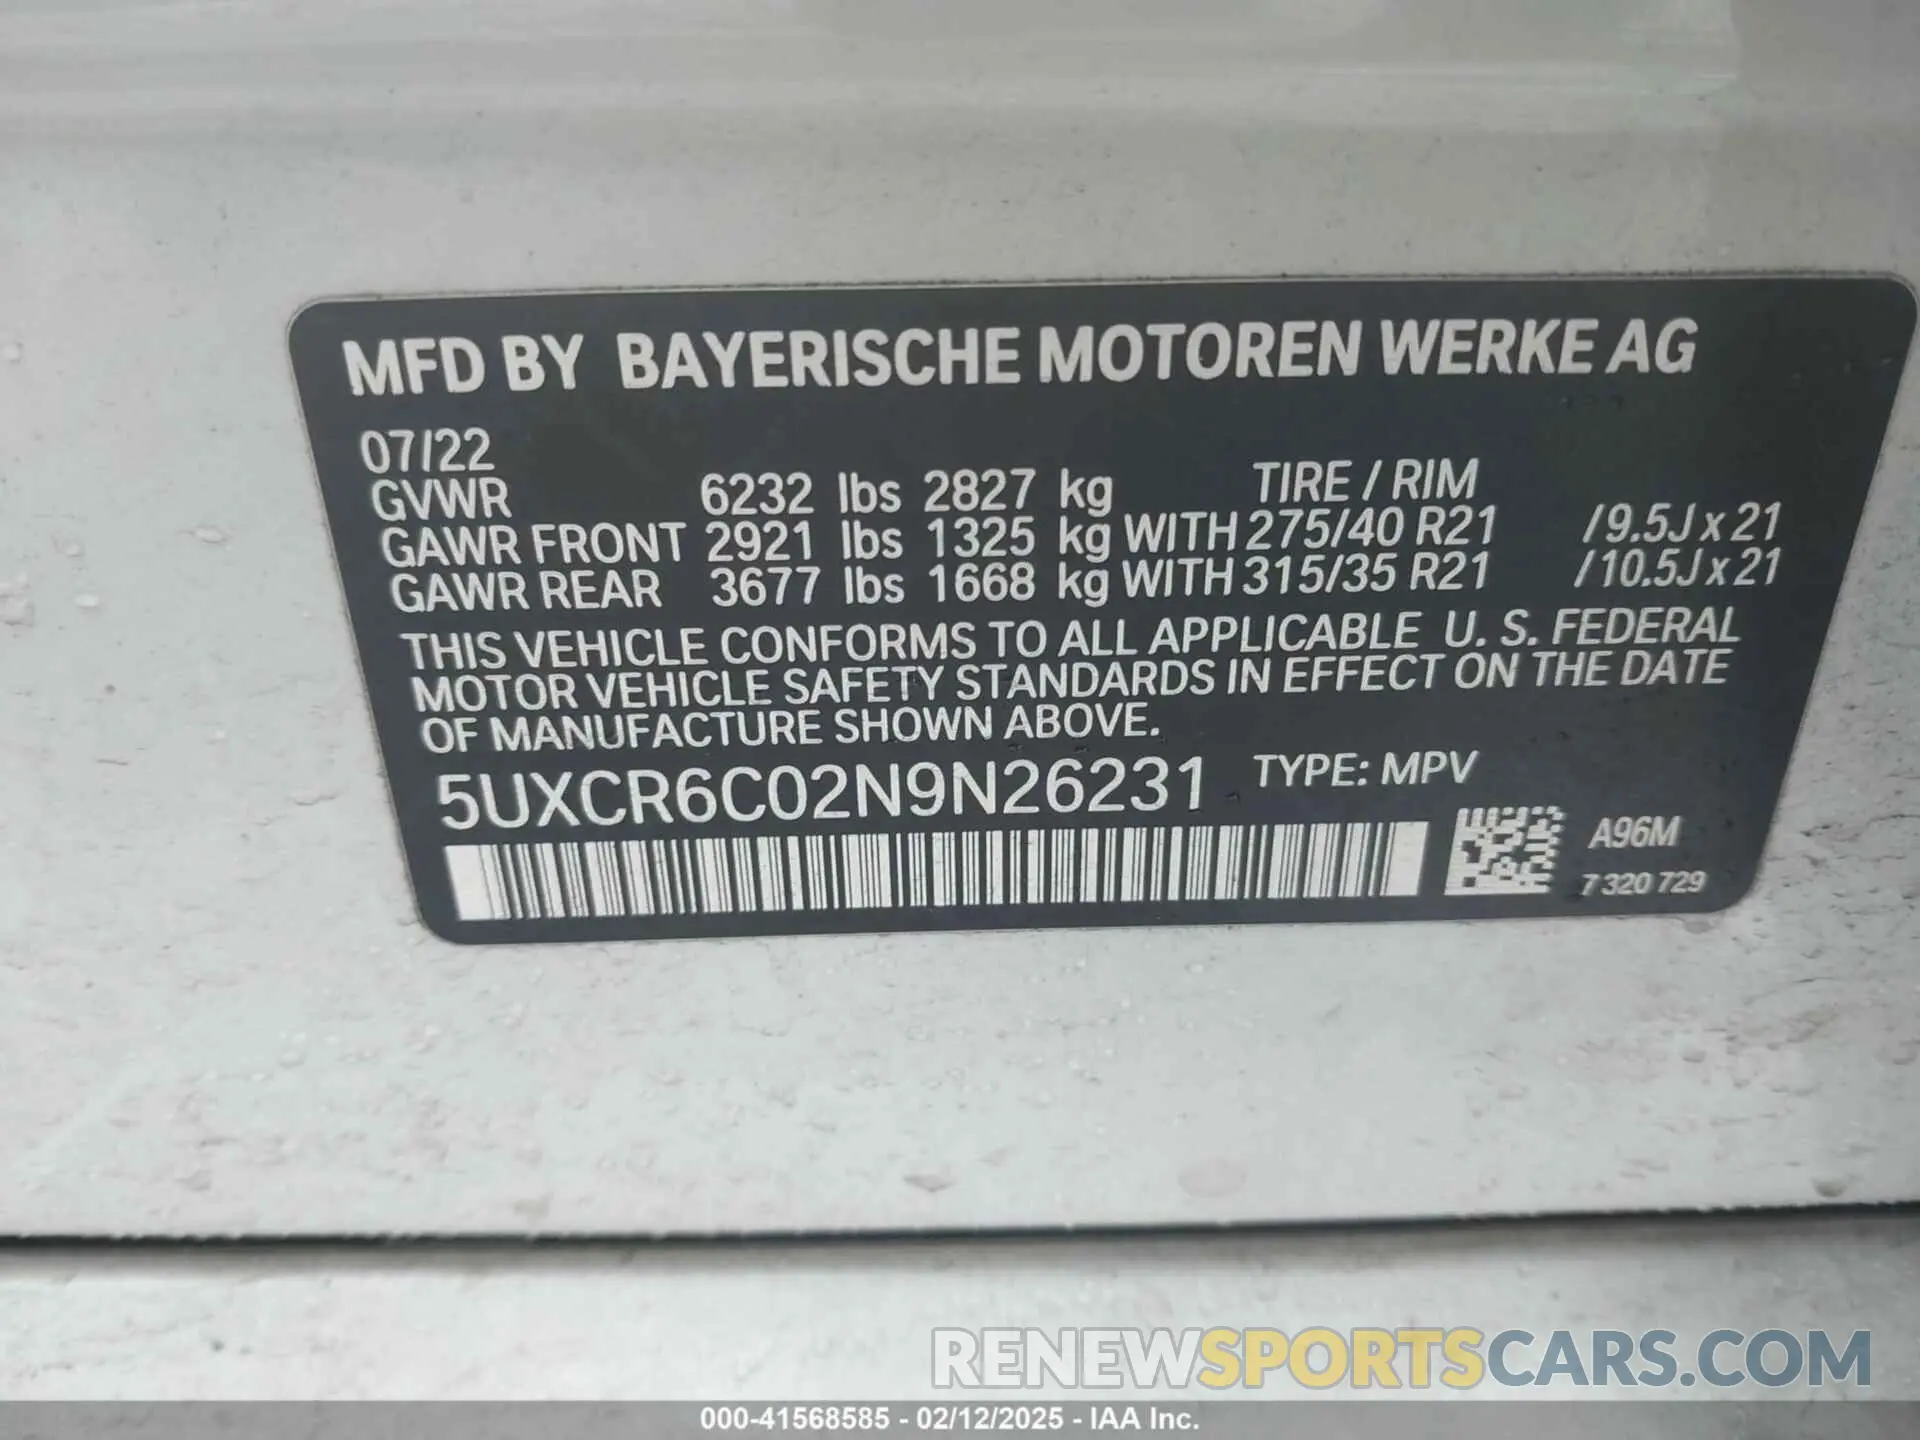 MFD BY BAYERISCHE MOTOREN WERKE AG
07/22
GVWR 6232 lbs 2827 kg TIRE / RIM
GAWR FRONT 2921 lbs 1325 kg WITH 275/40 R21 /9.5J x 21
GAWR REAR 3677 lbs 1668 kg WITH 315/35 R21 /10.5J x 21
THIS VEHICLE CONFORMS TO ALL APPLICABLE U. S. FEDERAL
MOTOR VEHICLE SAFETY STANDARDS IN EFFECT ON THE DATE
OF MANUFACTURE SHOWN ABOVE.
5UXCR6C02N9N26231 TYPE: MPV
A96M
7 320 729
RENEWSPORTSCARS.COM
000-41568585 - 02/12/2025 - IAA Inc.